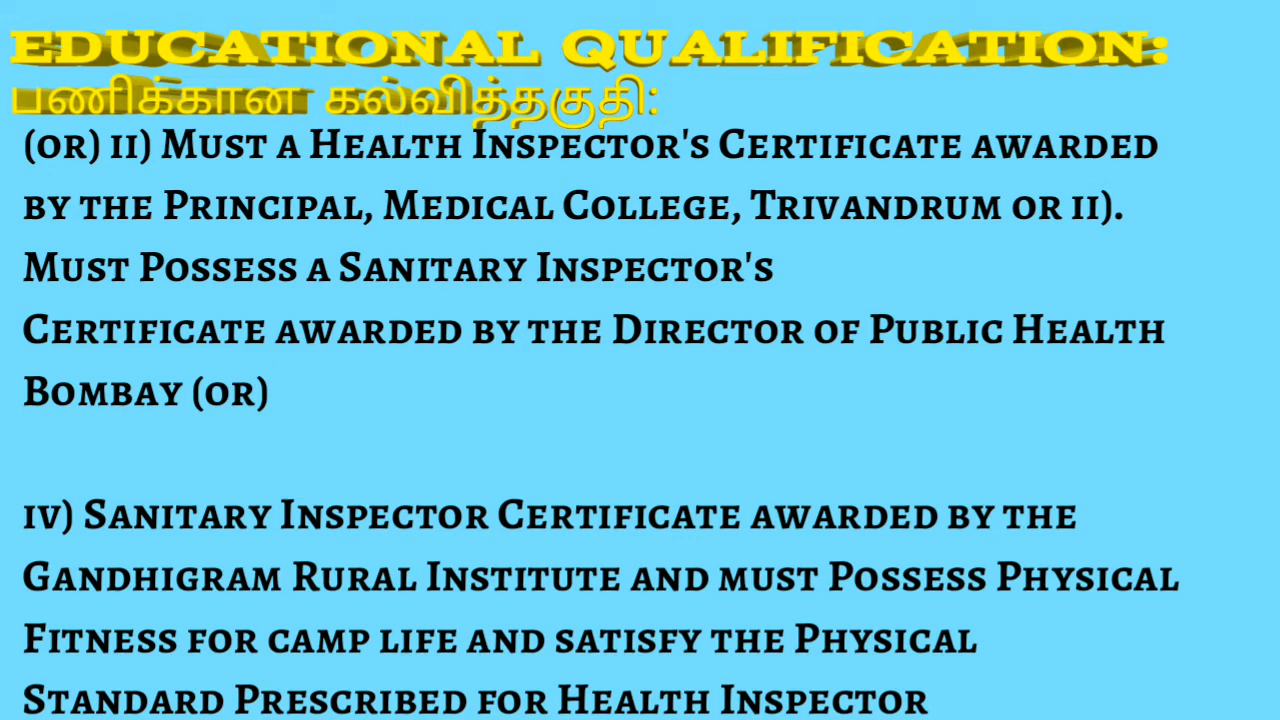 EDUCATIONAL QUALIFICATION:
பணிக்கான கல்வித்தகுதி:
(or) ii) Must a Health Inspector's Certificate awarded
by the Principal, Medical College, Trivandrum or ii).
Must Possess a Sanitary Inspector's
Certificate awarded by the Director of Public Health
Bombay (or)
iv) Sanitary Inspector Certificate awarded by the
Gandhigram Rural Institute and must Possess Physical
Fitness for camp life and satisfy the Physical
Standard Prescribed for Health Inspector